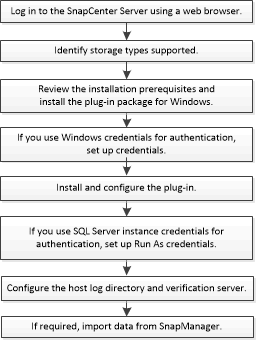 Log in to the SnapCenter Server using a web browser.
Identify storage types supported.
Review the installation prerequisites and
install the plug-in package for Windows.
If you use Windows credentials for authentication,
set up credentials.
Install and configure the plug-in.
If you use SQL Server instance credentials for
authentication, set up Run As credentials.
Configure the host log directory and verification server.
If required, import data from SnapManager.